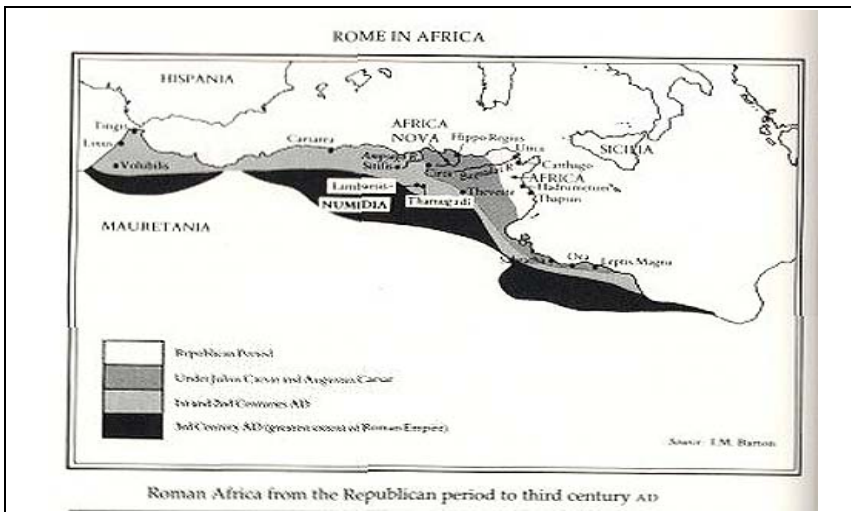 ROME IN AFRICA
HISPANIA
AFRICA
NOVA
Hippo Regius
Utica
SICILIA
Tingis
Lixus
Volubilis
Caesarea
Sitifis
Cirta
Carthago
AFRICA
Hadrumetum
Thapsus
Lambaesis
Theveste
NUMIDIA
Thamugadi
MAURETANIA
Sabratha
Oea
Leptis Magna
Republican Period
Under Julius Caesar and Augustus Caesar
1st and 2nd Centuries AD
3rd Century AD (greatest extent of Roman Empire)
Source: I.M. Barton
Roman Africa from the Republican period to third century AD